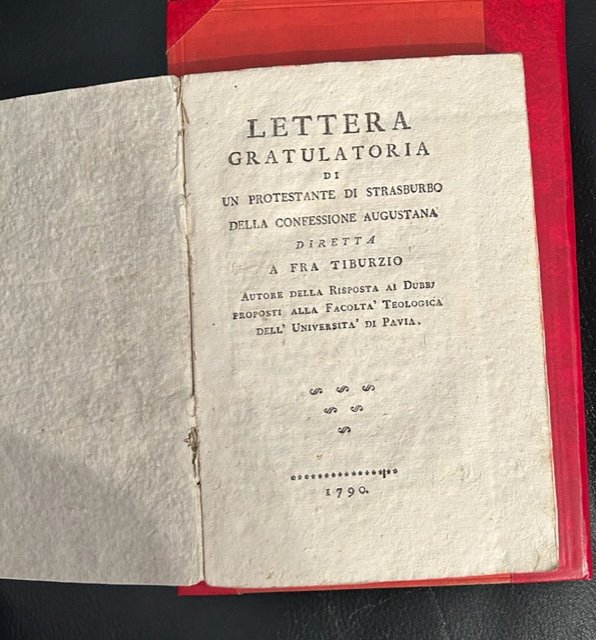 LETTERA
GRATULATORIA
DI
UN PROTESTANTE DI STRASBURBO
DELLA CONFESSIONE AUGUSTANA
DIRETTA
A FRA TIBURZIO
AUTORE DELLA RISPOSTA AI DUBBJ
PROPOSTI ALLA FACOLTA' TEOLOGICA
DELL' UNIVERSITA' DI PAVIA.
1790.